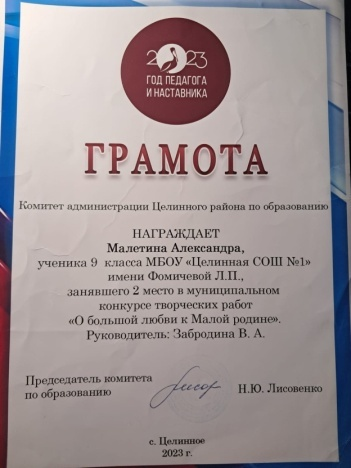 2023
ГОД ПЕДАГОГА
И НАСТАВНИКА
ГРАМОТА
Комитет администрации Целинного района по образованию
НАГРАЖДАЕТ
Малетина Александра,
ученика 9 класса МБОУ «Целинная СОШ №1»
имени Фомичевой Л.П.,
занявшего 2 место в муниципальном
конкурсе творческих работ
«О большой любви к Малой родине».
Руководитель: Забродина В. А.
Председатель комитета
по образованию
Н.Ю. Лисовенко
с. Целинное
2023 г.